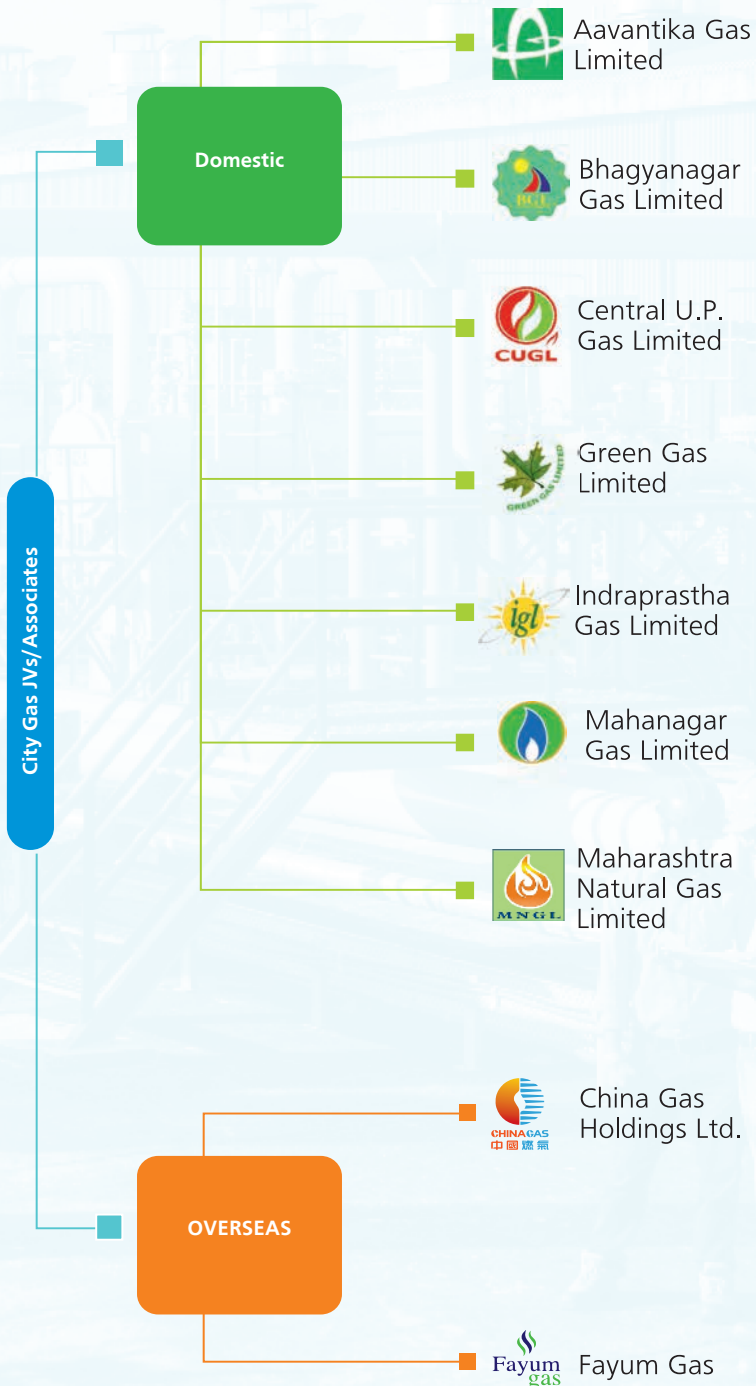 City Gas JVs/Associates
Domestic
Aavantika Gas
Limited
BGL
Bhagyanagar
Gas Limited
CUGL
Central U.P.
Gas Limited
GREEN GAS LIMITED
Green Gas
Limited
igl
Indraprastha
Gas Limited
Mahanagar
Gas Limited
MNGL
Maharashtra
Natural Gas
Limited
OVERSEAS
CHINAGAS
中國燃氣
China Gas
Holdings Ltd.
Fayum
gas
Fayum Gas